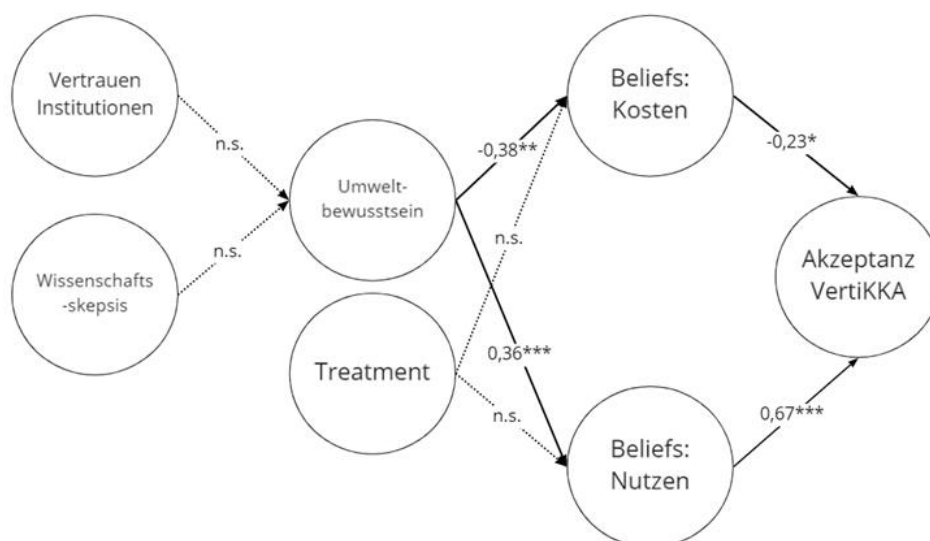 Vertrauen
Institutionen
n.s.
Wissenschafts
-skepsis
n.s.
Umwelt-
bewusstsein
Treatment
-0,38**
n.s.
0,36***
n.s.
Beliefs:
Kosten
Beliefs:
Nutzen
-0,23*
0,67***
Akzeptanz
VertiKKA